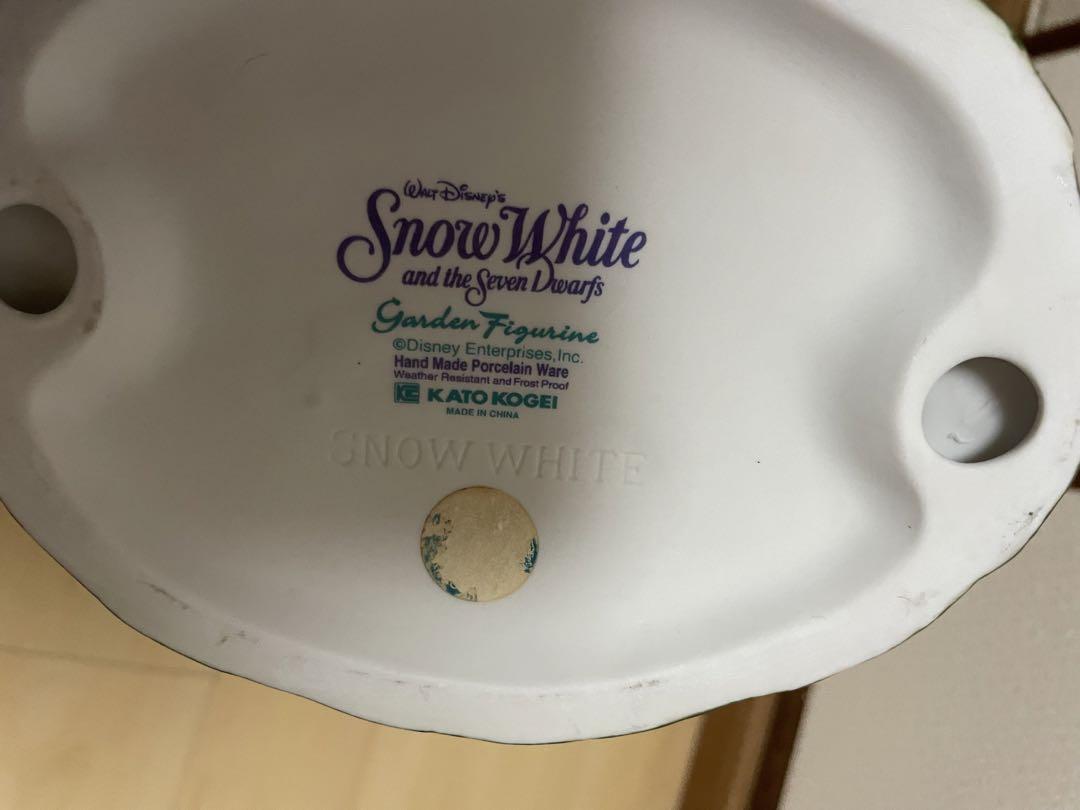 Walt Disney's
Snow White
and the Seven Dwarfs
Garden Figurine
©Disney Enterprises,Inc.
Hand Made Porcelain Ware
Weather Resistant and Frost Proof
KATO KOGEI
MADE IN CHINA
SNOW WHITE